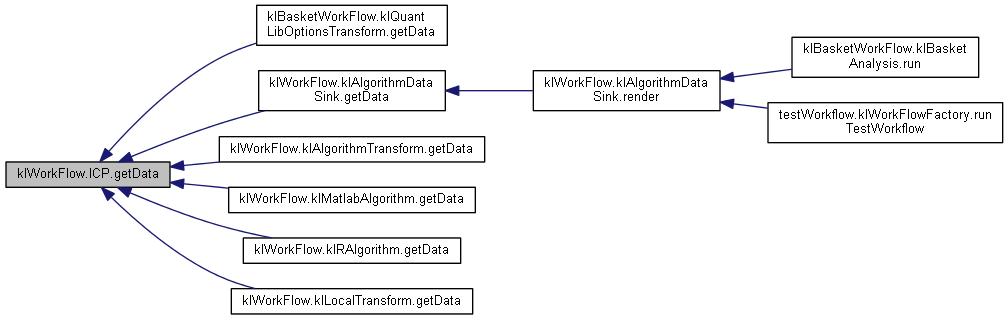 klBasketWorkFlow.klQuant
LibOptionsTransform.getData
klWorkFlow.klAlgorithmData
Sink.getData
klWorkFlow.klAlgorithmData
Sink.render
klBasketWorkFlow.klBasket
Analysis.run
testWorkflow.klWorkFlowFactory.run
TestWorkflow
klWorkFlow.klAlgorithmTransform.getData
klWorkFlow.ICP.getData
klWorkFlow.klMatlabAlgorithm.getData
klWorkFlow.klRAlgorithm.getData
klWorkFlow.klLocalTransform.getData